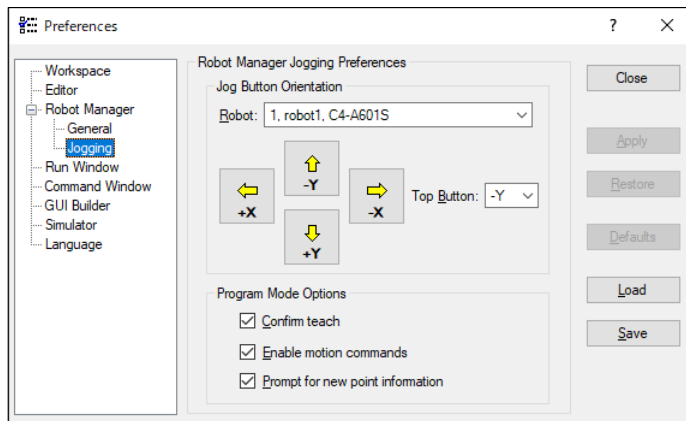 Preferences
?
Workspace
Editor
Robot Manager
General
Jogging
Run Window
Command Window
GUI Builder
Simulator
Language
Robot Manager Jogging Preferences
Jog Button Orientation
Robot: 1, robot1, C4-A601S
-Y
+X
-X
+Y
Top Button: -Y
Program Mode Options
Confirm teach
Enable motion commands
Prompt for new point information
Close
Apply
Restore
Defaults
Load
Save